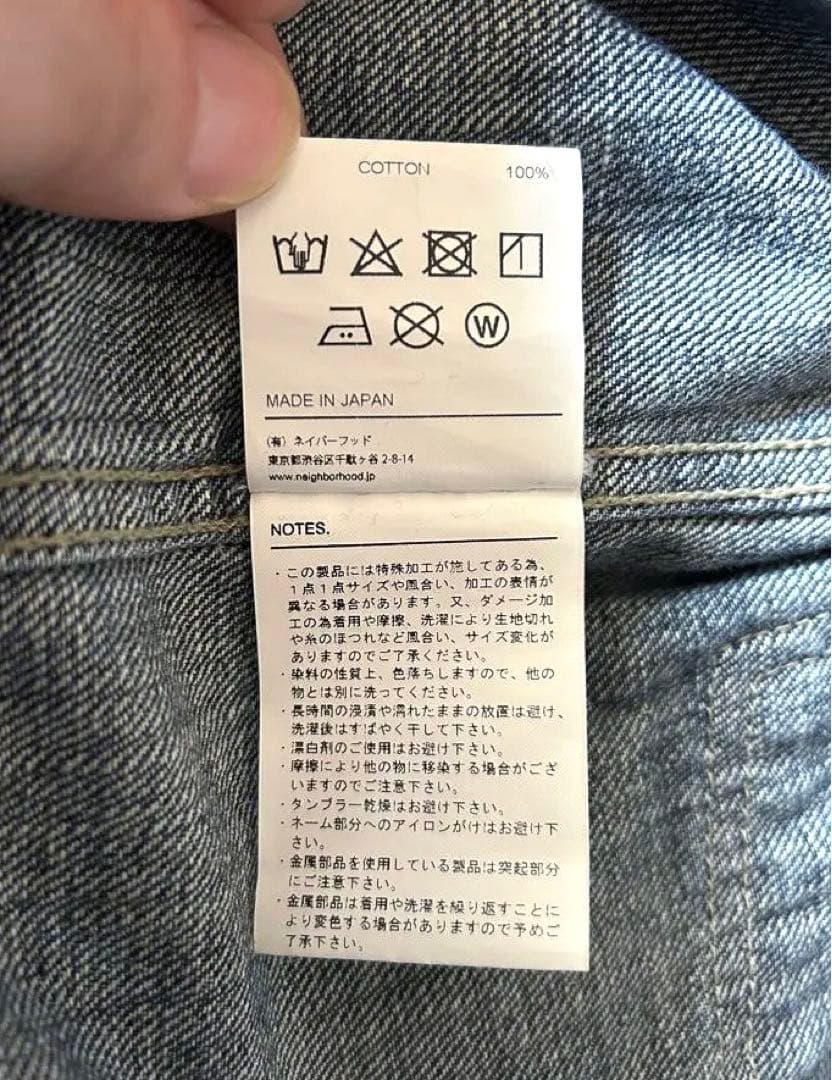 COTTON 100%
W
MADE IN JAPAN
(有) ネイバーフッド
東京都渋谷区千駄ヶ谷 2-8-14
www.neighborhood.jp
NOTES.
・この製品には特殊加工が施してある為、
１点１点サイズや風合い、加工の表情が
異なる場合があります。又、ダメージ加
工の為着用や摩擦、洗濯により生地切れ
や糸のほつれなど風合い、サイズ変化が
ありますのでご了承ください。
・染料の性質上、色落ちしますので、他の
物とは別に洗ってください。
・長時間の浸漬や濡れたままの放置は避け、
洗濯後はすばやく干して下さい。
・漂白剤のご使用はお避け下さい。
・摩擦により他の物に移染する場合がござ
いますのでご注意下さい。
・タンブラー乾燥はお避け下さい。
・ネーム部分へのアイロンがけはお避け下
さい。
・金属部品を使用している製品は突起部分
にご注意下さい。
・金属部品は着用や洗濯を繰り返すことに
より変色する場合がありますので予めご
了承下さい。